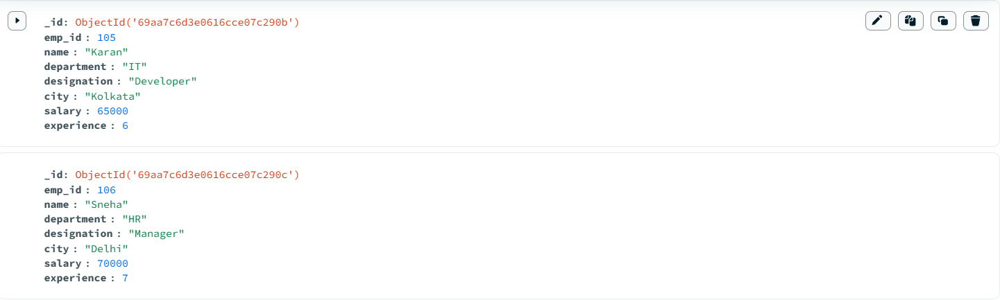 _id: ObjectId('69aa7c6d3e0616cce07c290b')
emp_id : 105
name : "Karan"
department : "IT"
designation : "Developer"
city : "Kolkata"
salary : 65000
experience : 6
_id: ObjectId('69aa7c6d3e0616cce07c290c')
emp_id : 106
name : "Sneha"
department : "HR"
designation : "Manager"
city : "Delhi"
salary : 70000
experience : 7